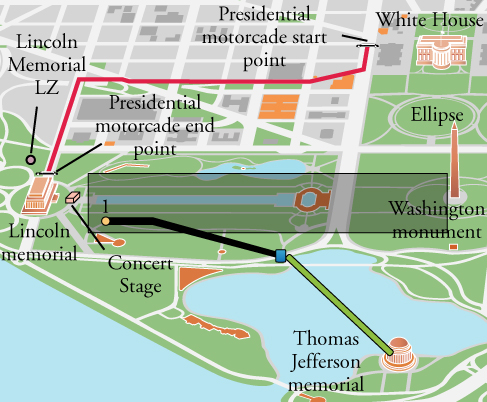 Presidential
motorcade start
point
White House
Lincoln
Memorial
LZ
Presidential
motorcade end
point
Ellipse
1
Washington
monument
Lincoln
memorial
Concert
Stage
Thomas
Jefferson
memorial